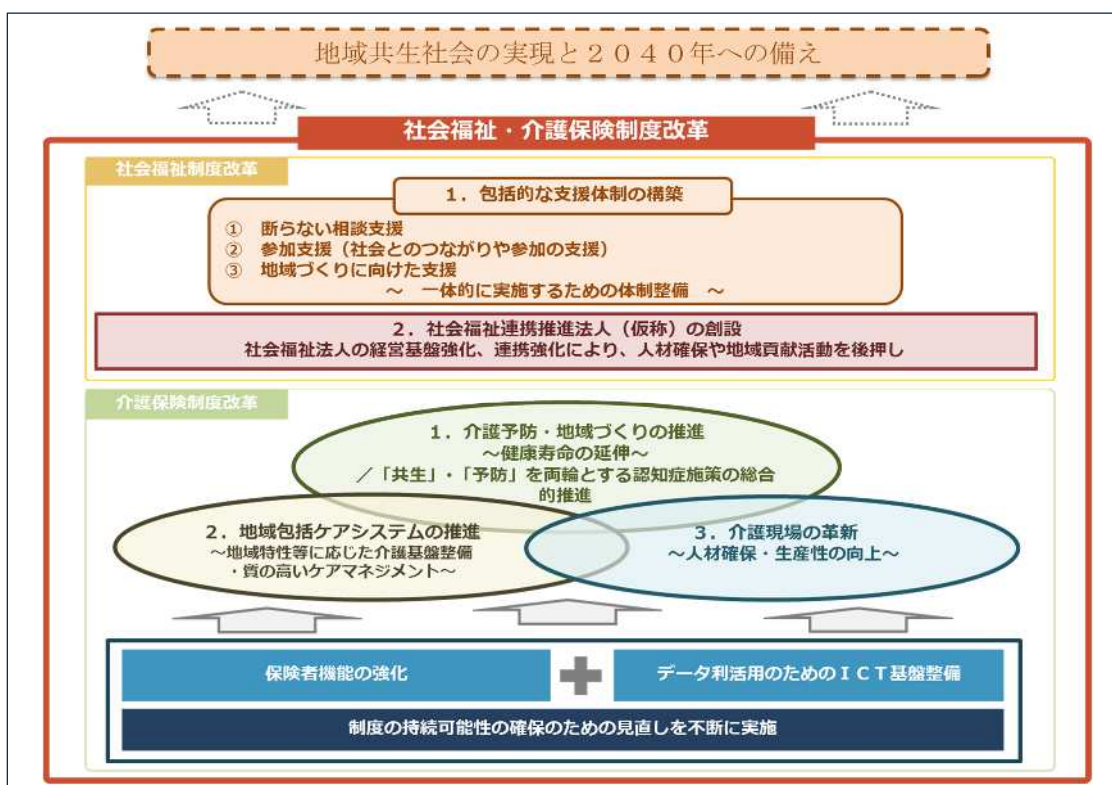 地域共生社会の実現と２０４０年への備え
社会福祉・介護保険制度改革
社会福祉制度改革
１．包括的な支援体制の構築
① 断らない相談支援
② 参加支援（社会とのつながりや参加の支援）
③ 地域づくりに向けた支援
～ 一体的に実施するための体制整備 ～
２．社会福祉連携推進法人（仮称）の創設
社会福祉法人の経営基盤強化、連携強化により、人材確保や地域貢献活動を後押し
介護保険制度改革
１．介護予防・地域づくりの推進
～健康寿命の延伸～
／「共生」・「予防」を両輪とする認知症施策の総合
的推進
２．地域包括ケアシステムの推進
～地域特性等に応じた介護基盤整備
・質の高いケアマネジメント～
３．介護現場の革新
～人材確保・生産性の向上～
保険者機能の強化
データ利活用のためのＩＣＴ基盤整備
制度の持続可能性の確保のための見直しを不断に実施